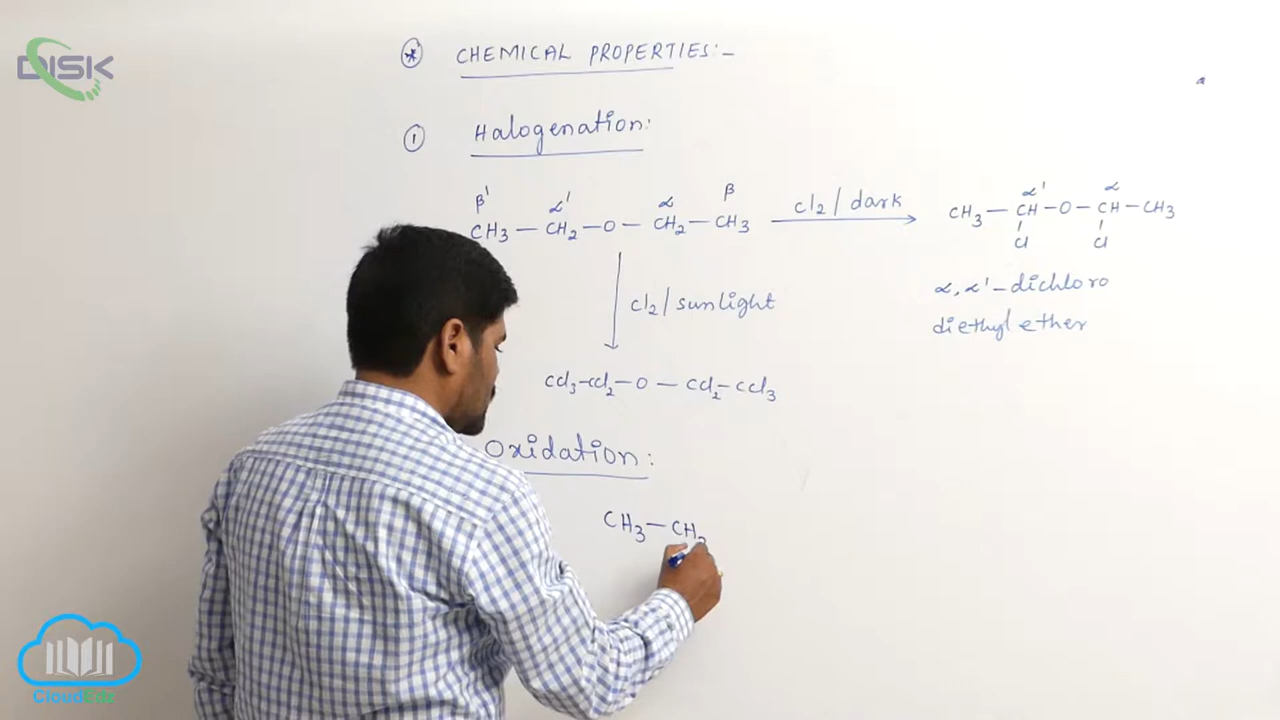 DISK
* CHEMICAL PROPERTIES:-
1 Halogenation:
β' α' α β
CH3 — CH2 — O — CH2 — CH3 Cl2 / dark
α' α
CH3 — CH — O — CH — CH3
Cl Cl
α, α' - dichloro
diethyl ether
Cl2 / sunlight
CCl3-CCl2-O — CCl2-CCl3
Oxidation:
CH3 — CH2
CloudEdz